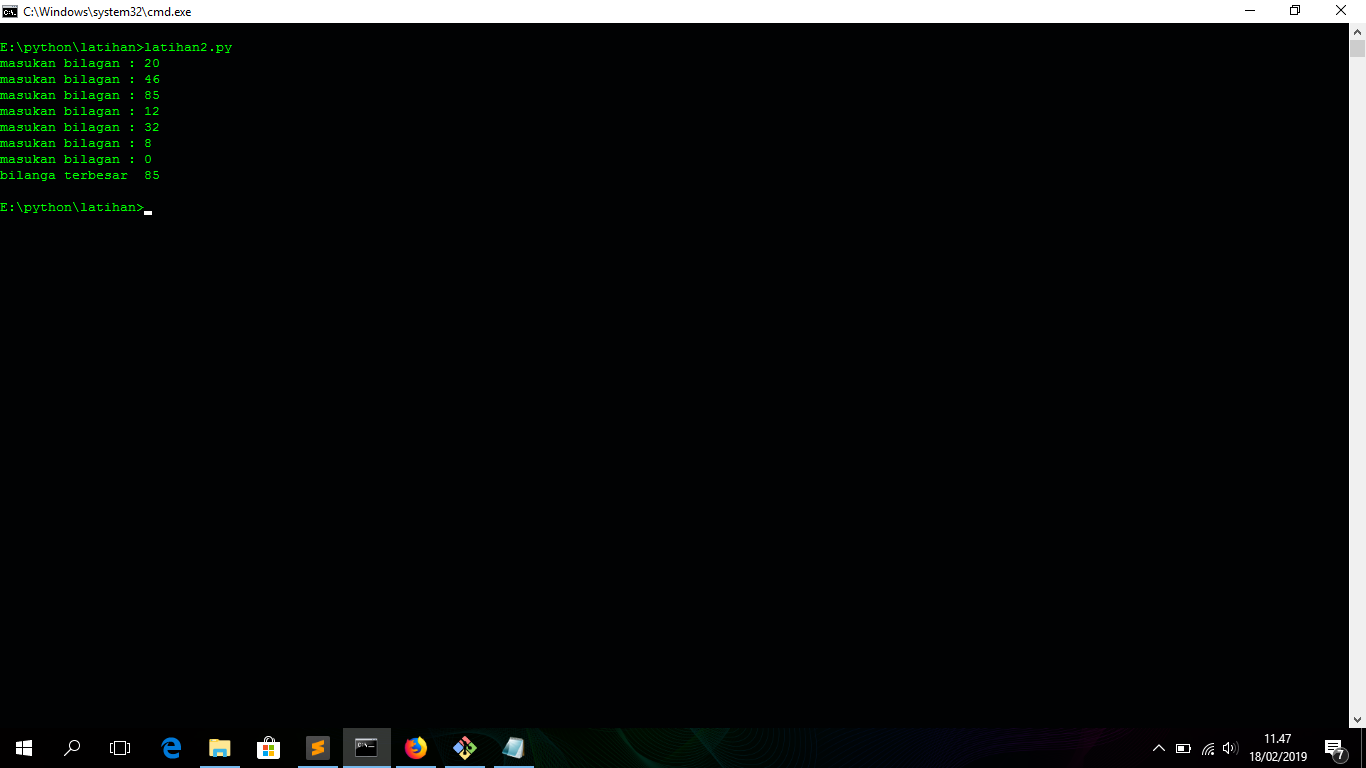 C:\Windows\system32\cmd.exe
E:\python\latihan>latihan2.py
masukan bilagan : 20
masukan bilagan : 46
masukan bilagan : 85
masukan bilagan : 12
masukan bilagan : 32
masukan bilagan : 8
masukan bilagan : 0
bilanga terbesar  85
E:\python\latihan>
11.47
18/02/2019
7